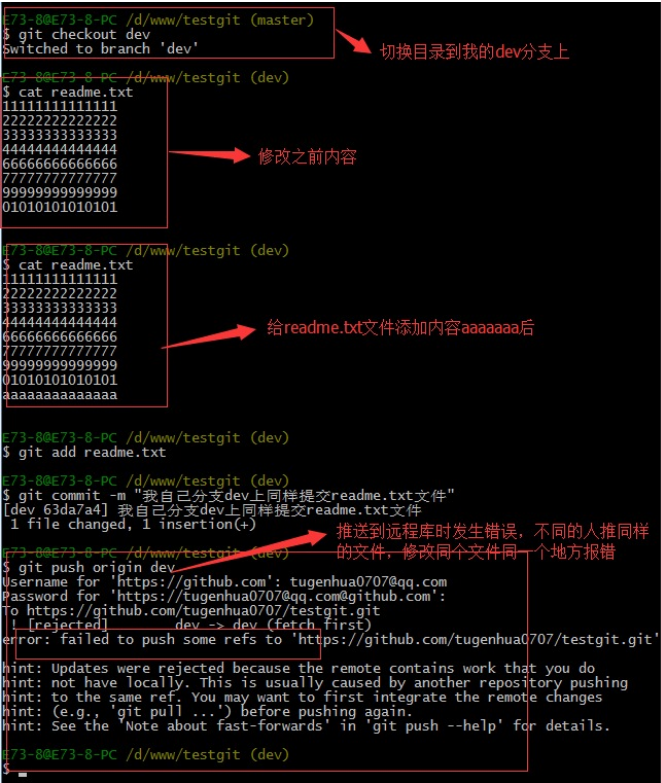 E73-8@E73-8-PC /d/www/testgit (master)
$ git checkout dev
Switched to branch 'dev'
切换目录到我的dev分支上
E73-8@E73-8-PC /d/www/testgit (dev)
$ cat readme.txt
11111111111111
22222222222222
33333333333333
44444444444444
66666666666666
77777777777777
99999999999999
01010101010101
修改之前内容
E73-8@E73-8-PC /d/www/testgit (dev)
$ cat readme.txt
11111111111111
22222222222222
33333333333333
44444444444444
66666666666666
77777777777777
99999999999999
01010101010101
aaaaaaaaaaaaaa
给readme.txt文件添加内容aaaaaaa后
E73-8@E73-8-PC /d/www/testgit (dev)
$ git add readme.txt
E73-8@E73-8-PC /d/www/testgit (dev)
$ git commit -m "我自己分支dev上同样提交readme.txt文件"
[dev 63da7a4] 我自己分支dev上同样提交readme.txt文件
1 file changed, 1 insertion(+)
推送到远程库时发生错误，不同的人推同样
的文件，修改同个文件同一个地方报错
E73-8@E73-8-PC /d/www/testgit (dev)
$ git push origin dev
Username for 'https://github.com': tugenhua0707@qq.com
Password for 'https://tugenhua0707@qq.com@github.com':
To https://github.com/tugenhua0707/testgit.git
! [rejected] dev -> dev (fetch first)
error: failed to push some refs to 'https://github.com/tugenhua0707/testgit.git'
hint: Updates were rejected because the remote contains work that you do
hint: not have locally. This is usually caused by another repository pushing
hint: to the same ref. You may want to first integrate the remote changes
hint: (e.g., 'git pull ...') before pushing again.
hint: See the 'Note about fast-forwards' in 'git push --help' for details.
E73-8@E73-8-PC /d/www/testgit (dev)
$